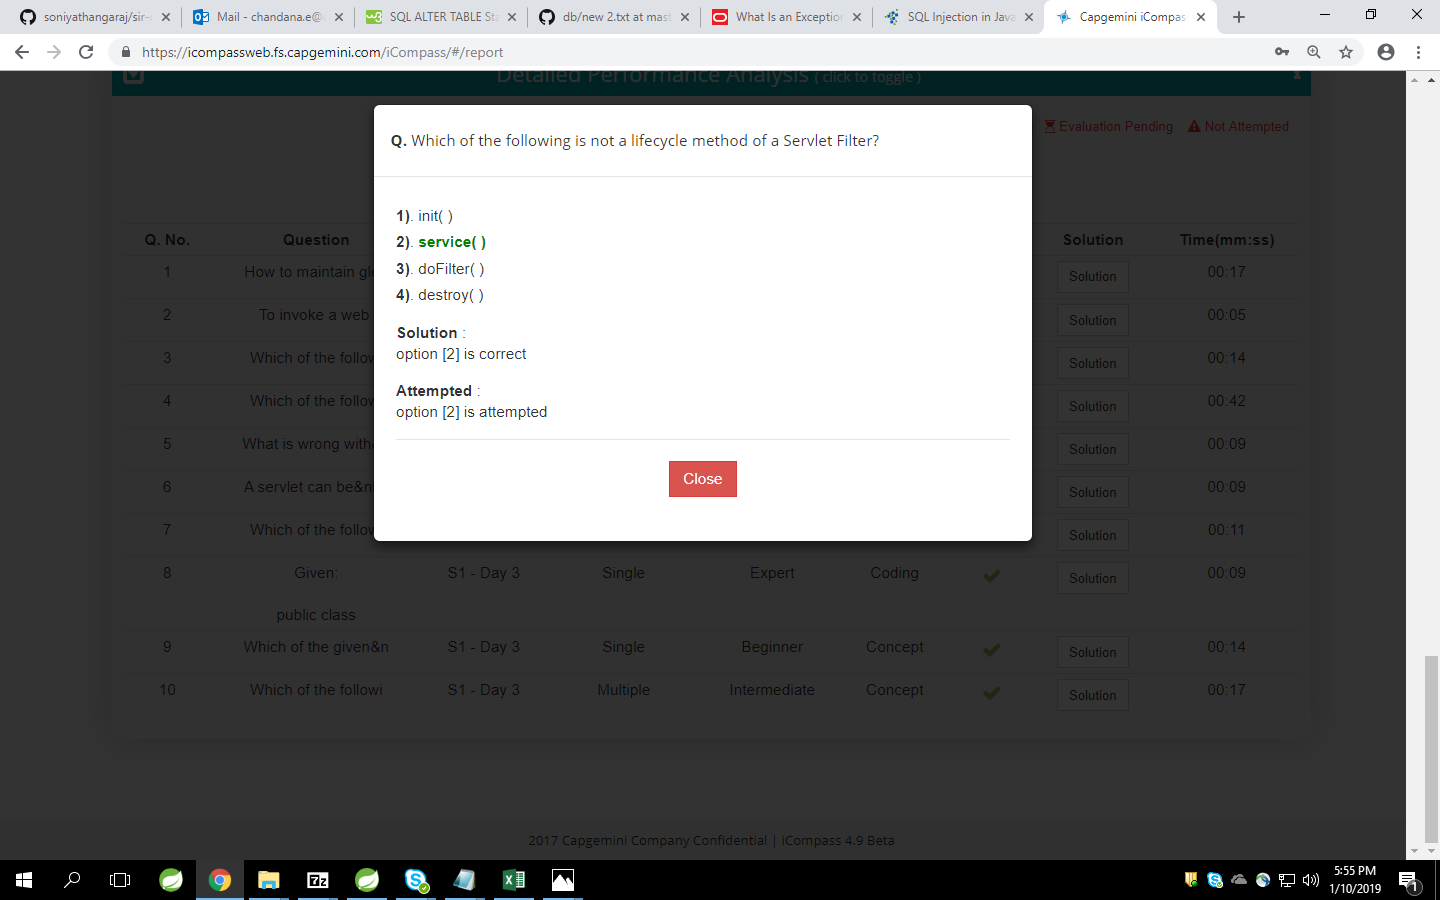 soniyathangaraj/sir-
Mail - chandana.e@
SQL ALTER TABLE Sta
db/new 2.txt at mast
What Is an Exception
SQL Injection in Java
Capgemini iCompas
https://icompassweb.fs.capgemini.com/iCompass/#/report
Detailed Performance Analysis ( click to toggle )
Evaluation Pending
Not Attempted
Q. Which of the following is not a lifecycle method of a Servlet Filter?
1). init( )
2). service( )
3). doFilter( )
4). destroy( )
Solution :
option [2] is correct
Attempted :
option [2] is attempted
Close
Q. No. Question Solution Time(mm:ss)
1 How to maintain gl Solution 00:17
2 To invoke a web Solution 00:05
3 Which of the follow Solution 00:14
4 Which of the follow Solution 00:42
5 What is wrong with Solution 00:09
6 A servlet can be&n Solution 00:09
7 Which of the follow Solution 00:11
8 Given: S1 - Day 3 Single Expert Coding Solution 00:09
public class
9 Which of the given&n S1 - Day 3 Single Beginner Concept Solution 00:14
10 Which of the followi S1 - Day 3 Multiple Intermediate Concept Solution 00:17
2017 Capgemini Company Confidential | iCompass 4.9 Beta
5:55 PM
1/10/2019
1